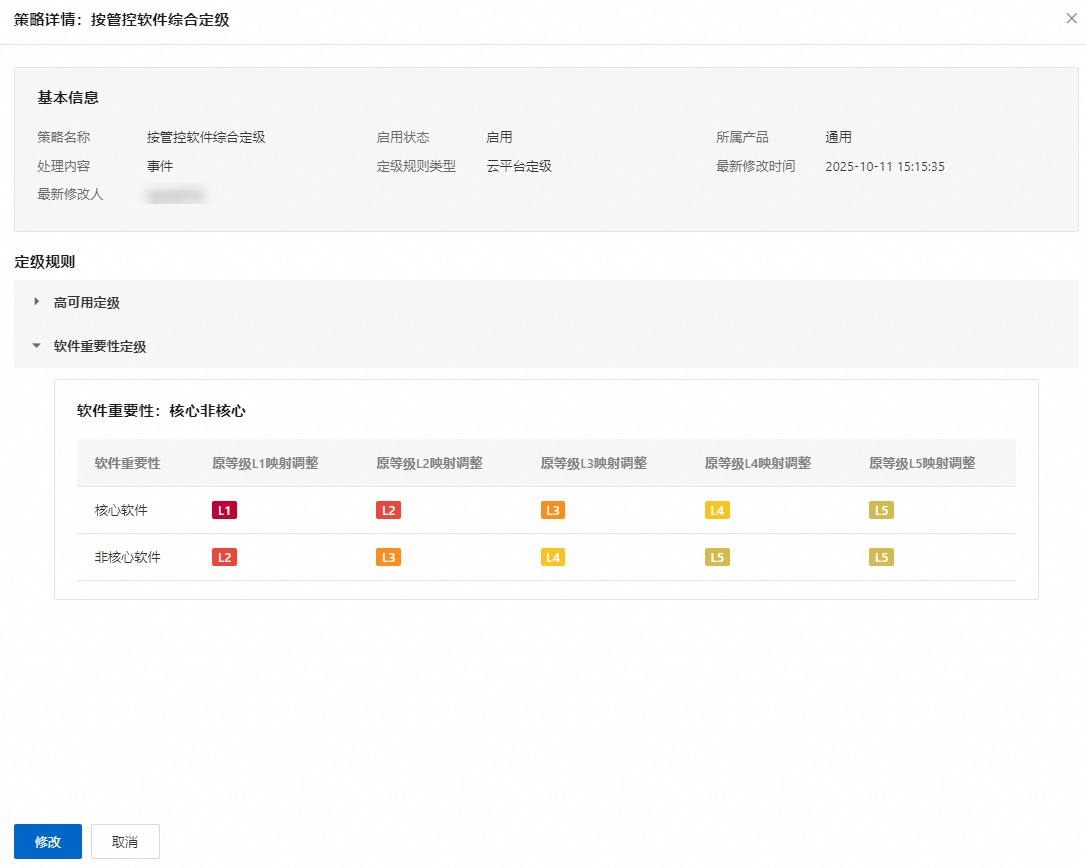 策略详情：按管控软件综合定级
基本信息
策略名称 按管控软件综合定级 启用状态 启用 所属产品 通用
处理内容 事件 定级规则类型 云平台定级 最新修改时间 2025-10-11 15:15:35
最新修改人
定级规则
高可用定级
软件重要性定级
软件重要性：核心非核心
软件重要性 原等级L1映射调整 原等级L2映射调整 原等级L3映射调整 原等级L4映射调整 原等级L5映射调整
核心软件 L1 L2 L3 L4 L5
非核心软件 L2 L3 L4 L5 L5
修改 取消